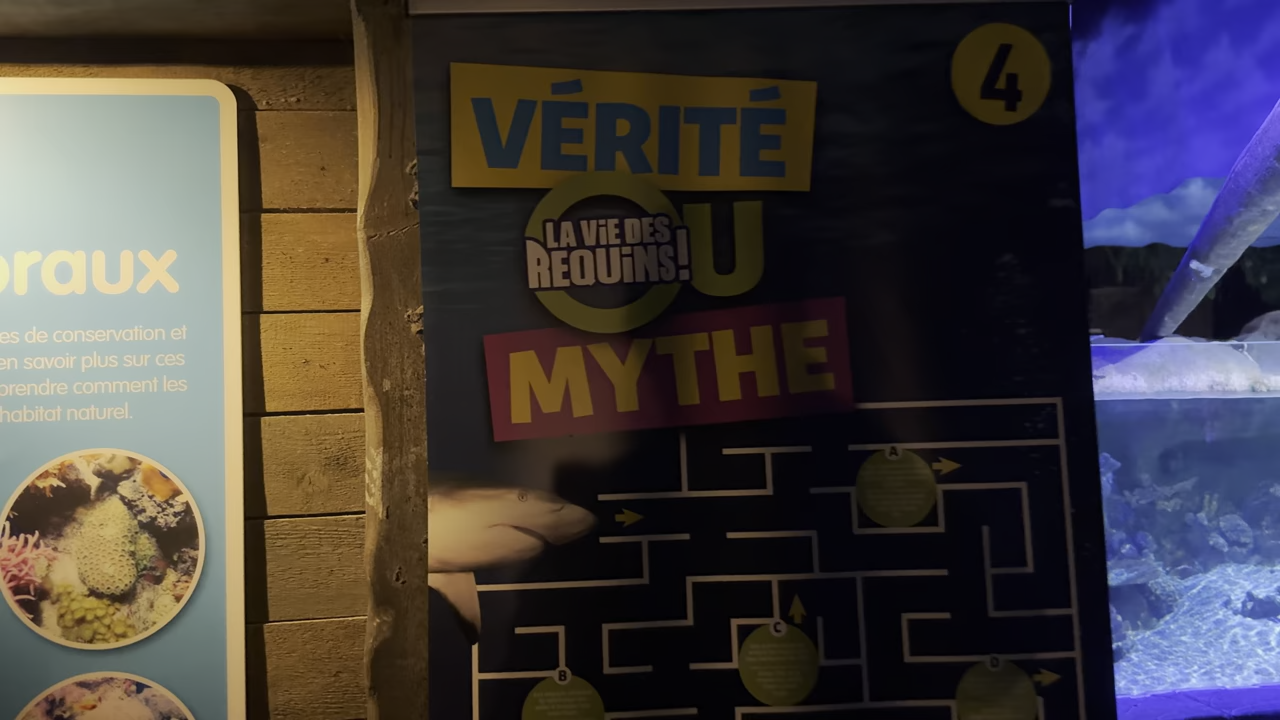 oraux
es de conservation et
en savoir plus sur ces
prendre comment les
habitat naturel.
4
VÉRITÉ
OU
LA ViE DES
REQUiNS!
MYTHE
A
C
B
D